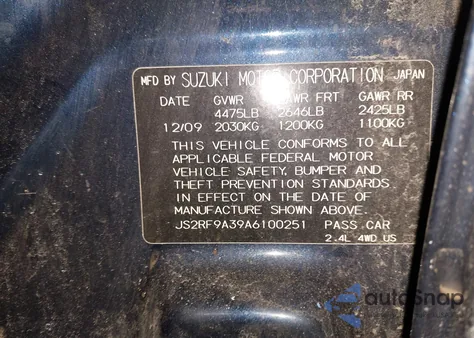 MFD BY SUZUKI MOTOR CORPORATION JAPAN
DATE GVWR GAWR FRT GAWR RR
4475LB 2646LB 2425LB
12/09 2030KG 1200KG 1100KG
THIS VEHICLE CONFORMS TO ALL
APPLICABLE FEDERAL MOTOR
VEHICLE SAFETY, BUMPER AND
THEFT PREVENTION STANDARDS
IN EFFECT ON THE DATE OF
MANUFACTURE SHOWN ABOVE.
JS2RF9A39A6100251 PASS.CAR
2.4L 4WD US
autoSnap